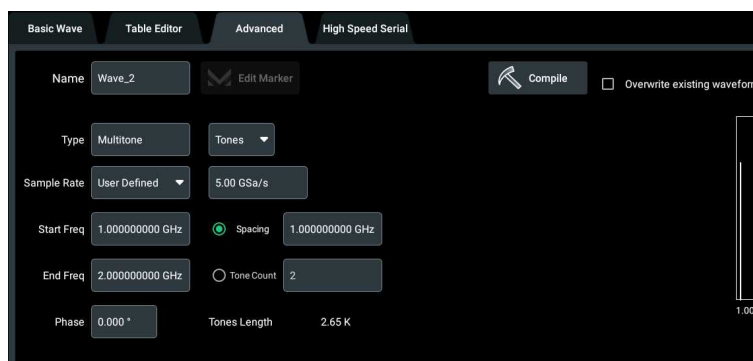 Basic Wave Table Editor Advanced High Speed Serial
Name Wave_2 Edit Marker Compile Overwrite existing waveform
Type Multitone Tones
Sample Rate User Defined 5.00 GSa/s
Start Freq 1.000000000 GHz Spacing 1.000000000 GHz
End Freq 2.000000000 GHz Tone Count 2
1.00
Phase 0.000 ° Tones Length 2.65 K